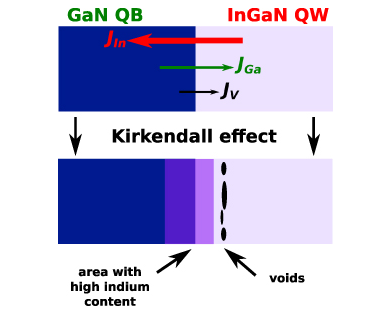 GaN QB InGaN QW
J_In
J_Ga
J_V
Kirkendall effect
area with
high indium
content
voids